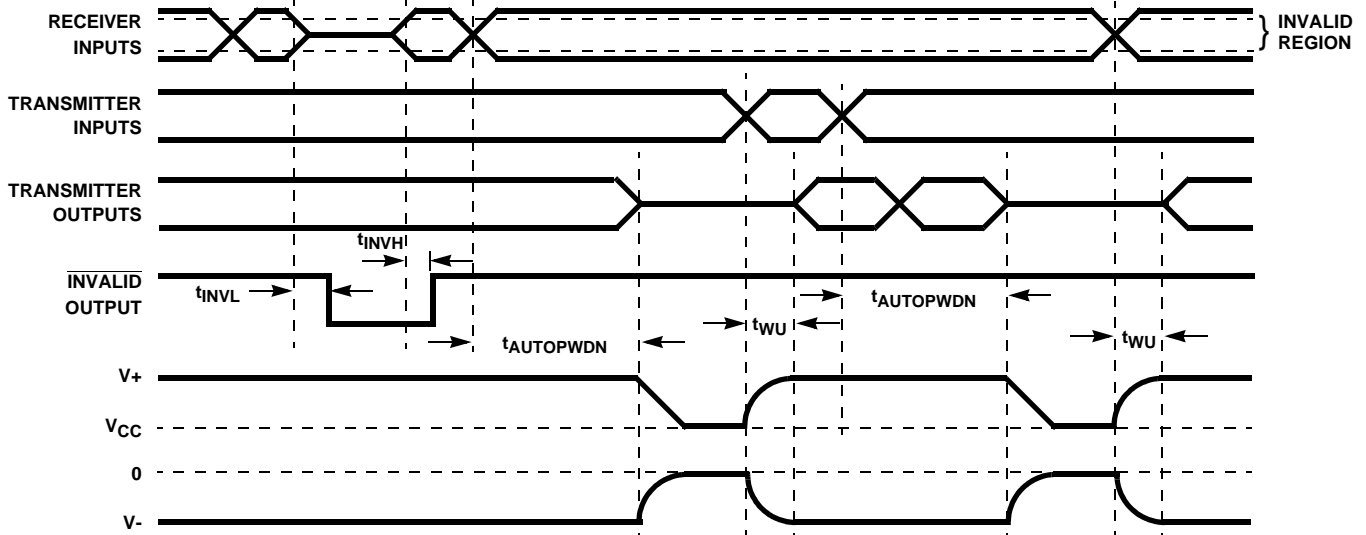 RECEIVER
INPUTS
} INVALID
REGION
TRANSMITTER
INPUTS
TRANSMITTER
OUTPUTS
tINVH
INVALID
OUTPUT
tINVL
tAUTOPWDN
tAUTOPWDN
tWU
tWU
V+
VCC
0
V-